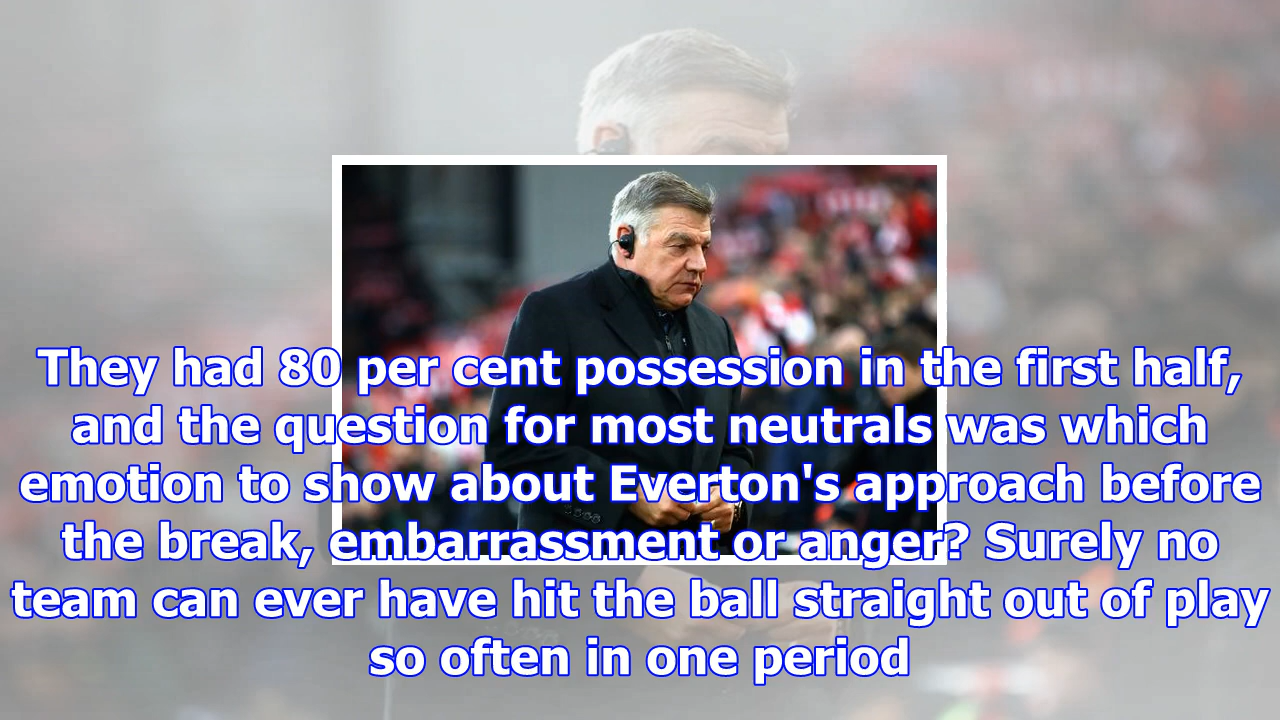 They had 80 per cent possession in the first half,
and the question for most neutrals was which
emotion to show about Everton's approach before
the break, embarrassment or anger? Surely no
team can ever have hit the ball straight out of play
so often in one period